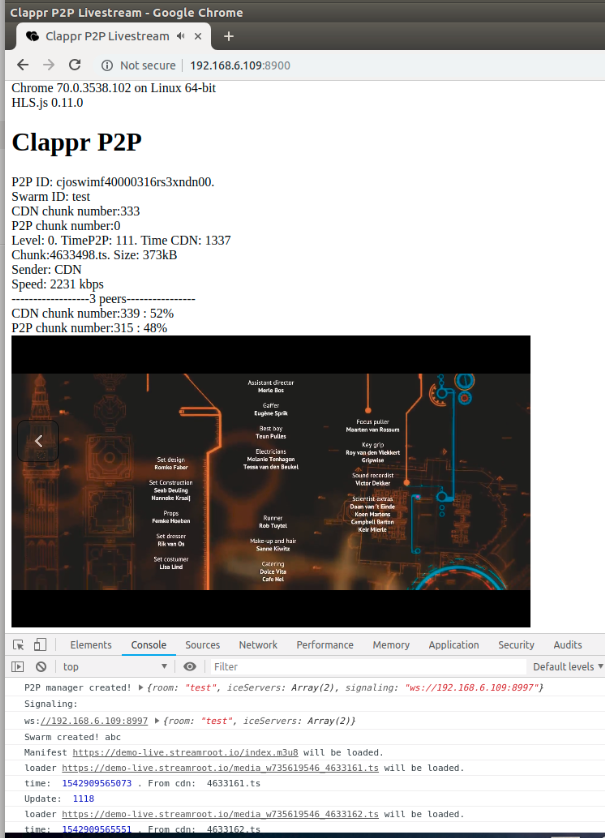 Clappr P2P Livestream - Google Chrome
Clappr P2P Livestream
Not secure | 192.168.6.109:8900
Chrome 70.0.3538.102 on Linux 64-bit
HLS.js 0.11.0
Clappr P2P
P2P ID: cjoswimf40000316rs3xndn00.
Swarm ID: test
CDN chunk number:333
P2P chunk number:0
Level: 0. TimeP2P: 111. Time CDN: 1337
Chunk:4633498.ts. Size: 373kB
Sender: CDN
Speed: 2231 kbps
------------------3 peers----------------
CDN chunk number:339 : 52%
P2P chunk number:315 : 48%
Set design
Romke Faber
Set Construction
Seeb Deuling
Hanneke Kraaij
Props
Femke Haeban
Set dresser
Rik van Os
Set costumer
Lisa Lind
Assistant director
Merle Bos
Gaffer
Eugène Sprik
Best boy
Teun Pulles
Electricians
Melanie Tenhagen
Tessa van den Beukel
Runner
Rob Tuytel
Make-up and hair
Sanne Kiwitz
Catering
Dolce Vita
Cafe Nel
Focus puller
Maarten van Rossum
Key grip
Roy van den Vlekkert
Gripwise
Sound recordist
Victor Dekker
Scientist extras
Daan van 't Einde
Koen Martens
Campbell Barton
Keir Mierle
Elements Console Sources Network Performance Memory Application Security Audits
top Filter Default levels
P2P manager created! {room: "test", iceServers: Array(2), signaling: "ws://192.168.6.109:8997"}
Signaling:
ws://192.168.6.109:8997 {room: "test", iceServers: Array(2)}
Swarm created! abc
Manifest https://demo-live.streamroot.io/index.m3u8 will be loaded.
loader https://demo-live.streamroot.io/media_w735619546_4633161.ts will be loaded.
time: 1542909565073 . From cdn: 4633161.ts
Update: 1118
loader https://demo-live.streamroot.io/media_w735619546_4633162.ts will be loaded.
time: 1542909565551 . From cdn: 4633162.ts